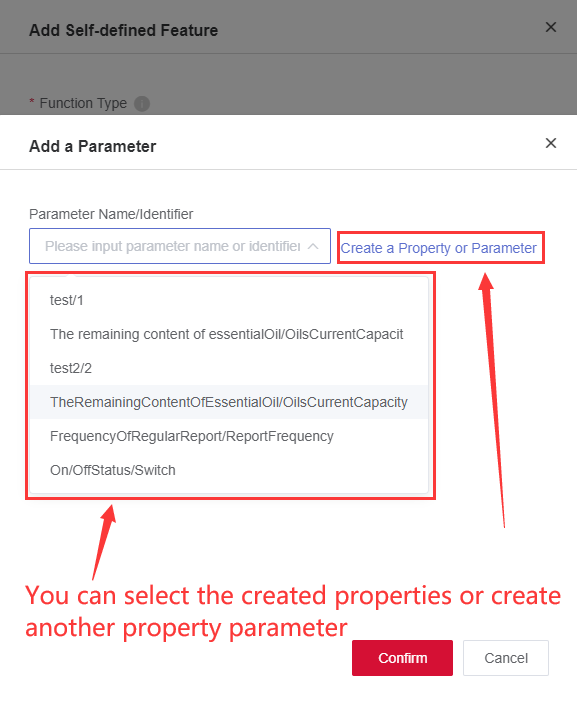 Add Self-defined Feature
* Function Type
Add a Parameter
Parameter Name/Identifier
Please input parameter name or identifier
Create a Property or Parameter
test/1
The remaining content of essentialOil/OilsCurrentCapacit
test2/2
TheRemainingContentOfEssentialOil/OilsCurrentCapacity
FrequencyOfRegularReport/ReportFrequency
On/OffStatus/Switch
You can select the created properties or create
another property parameter
Confirm
Cancel